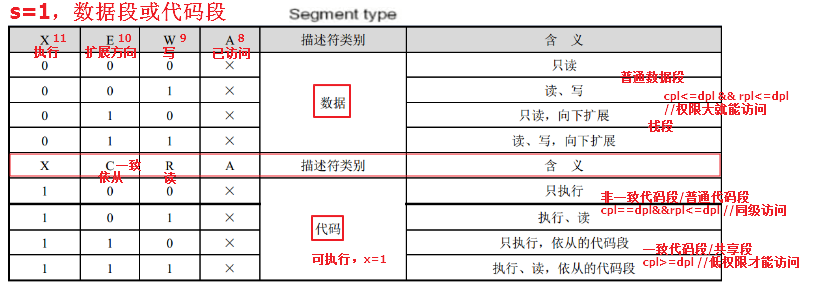 s=1，数据段或代码段
Segment type
X 11 E 10 W 9 A 8 描述符类别 含 义
执行 扩展方向 写 已访问
0 0 0 × 只读
普通数据段
0 0 1 × 读、写
cpl<=dpl && rpl<=dpl
//权限大就能访问
数据
0 1 0 × 只读，向下扩展
栈段
0 1 1 × 读、写，向下扩展
X C一致 R A 描述符类别 含 义
依从 读
1 0 0 × 只执行
非一致代码段/普通代码段
1 0 1 × 执行、读
cpl==dpl&&rpl<=dpl //同级访问
代码
1 1 0 × 只执行，依从的代码段
一致代码段/共享段
可执行，x=1
cpl>=dpl //低权限才能访问
1 1 1 × 执行、读，依从的代码段